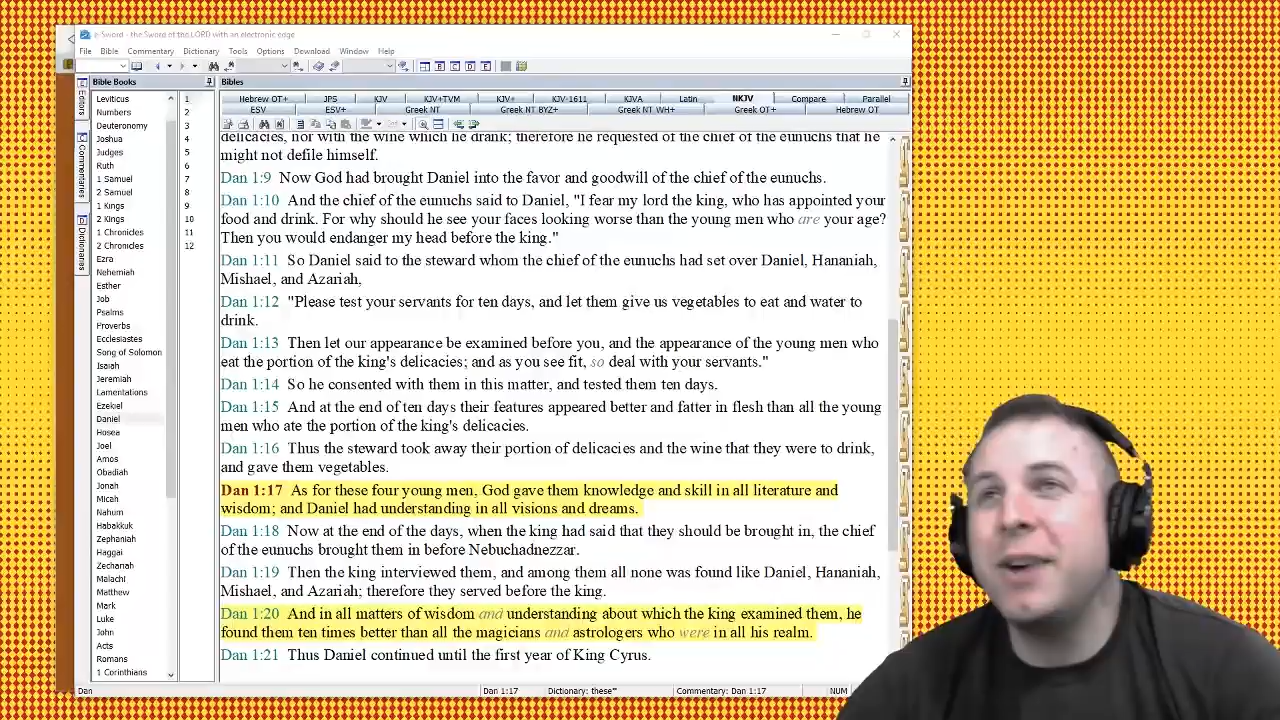 e-Sword - the Sword of the LORD with an electronic edge
File Bible Commentary Dictionary Tools Options Download Window Help
Bible Books
Bibles
Hebrew OT+ JPS KJV KJV+TVM KJV+ KJV-1611 KJVA Latin NKJV Compare Parallel
ESV ESV+ Greek NT Greek NT BYZ+ Greek NT WH+ Greek OT+ Hebrew OT
Editors
Commentaries
Dictionaries
Leviticus
Numbers
Deuteronomy
Joshua
Judges
Ruth
1 Samuel
2 Samuel
1 Kings
2 Kings
1 Chronicles
2 Chronicles
Ezra
Nehemiah
Esther
Job
Psalms
Proverbs
Ecclesiastes
Song of Solomon
Isaiah
Jeremiah
Lamentations
Ezekiel
Daniel
Hosea
Joel
Amos
Obadiah
Jonah
Micah
Nahum
Habakkuk
Zephaniah
Haggai
Zechariah
Malachi
Matthew
Mark
Luke
John
Acts
Romans
1 Corinthians
1
2
3
4
5
6
7
8
9
10
11
12
delicacies, nor with the wine which he drank; therefore he requested of the chief of the eunuchs that he
might not defile himself.
Dan 1:9 Now God had brought Daniel into the favor and goodwill of the chief of the eunuchs.
Dan 1:10 And the chief of the eunuchs said to Daniel, "I fear my lord the king, who has appointed your
food and drink. For why should he see your faces looking worse than the young men who are your age?
Then you would endanger my head before the king."
Dan 1:11 So Daniel said to the steward whom the chief of the eunuchs had set over Daniel, Hananiah,
Mishael, and Azariah,
Dan 1:12 "Please test your servants for ten days, and let them give us vegetables to eat and water to
drink.
Dan 1:13 Then let our appearance be examined before you, and the appearance of the young men who
eat the portion of the king's delicacies; and as you see fit, so deal with your servants."
Dan 1:14 So he consented with them in this matter, and tested them ten days.
Dan 1:15 And at the end of ten days their features appeared better and fatter in flesh than all the young
men who ate the portion of the king's delicacies.
Dan 1:16 Thus the steward took away their portion of delicacies and the wine that they were to drink,
and gave them vegetables.
Dan 1:17 As for these four young men, God gave them knowledge and skill in all literature and
wisdom; and Daniel had understanding in all visions and dreams.
Dan 1:18 Now at the end of the days, when the king had said that they should be brought in, the chief
of the eunuchs brought them in before Nebuchadnezzar.
Dan 1:19 Then the king interviewed them, and among them all none was found like Daniel, Hananiah,
Mishael, and Azariah; therefore they served before the king.
Dan 1:20 And in all matters of wisdom and understanding about which the king examined them, he
found them ten times better than all the magicians and astrologers who were in all his realm.
Dan 1:21 Thus Daniel continued until the first year of King Cyrus.
Dan Dan 1:17 Dictionary: these" Commentary: Dan 1:17 NUM